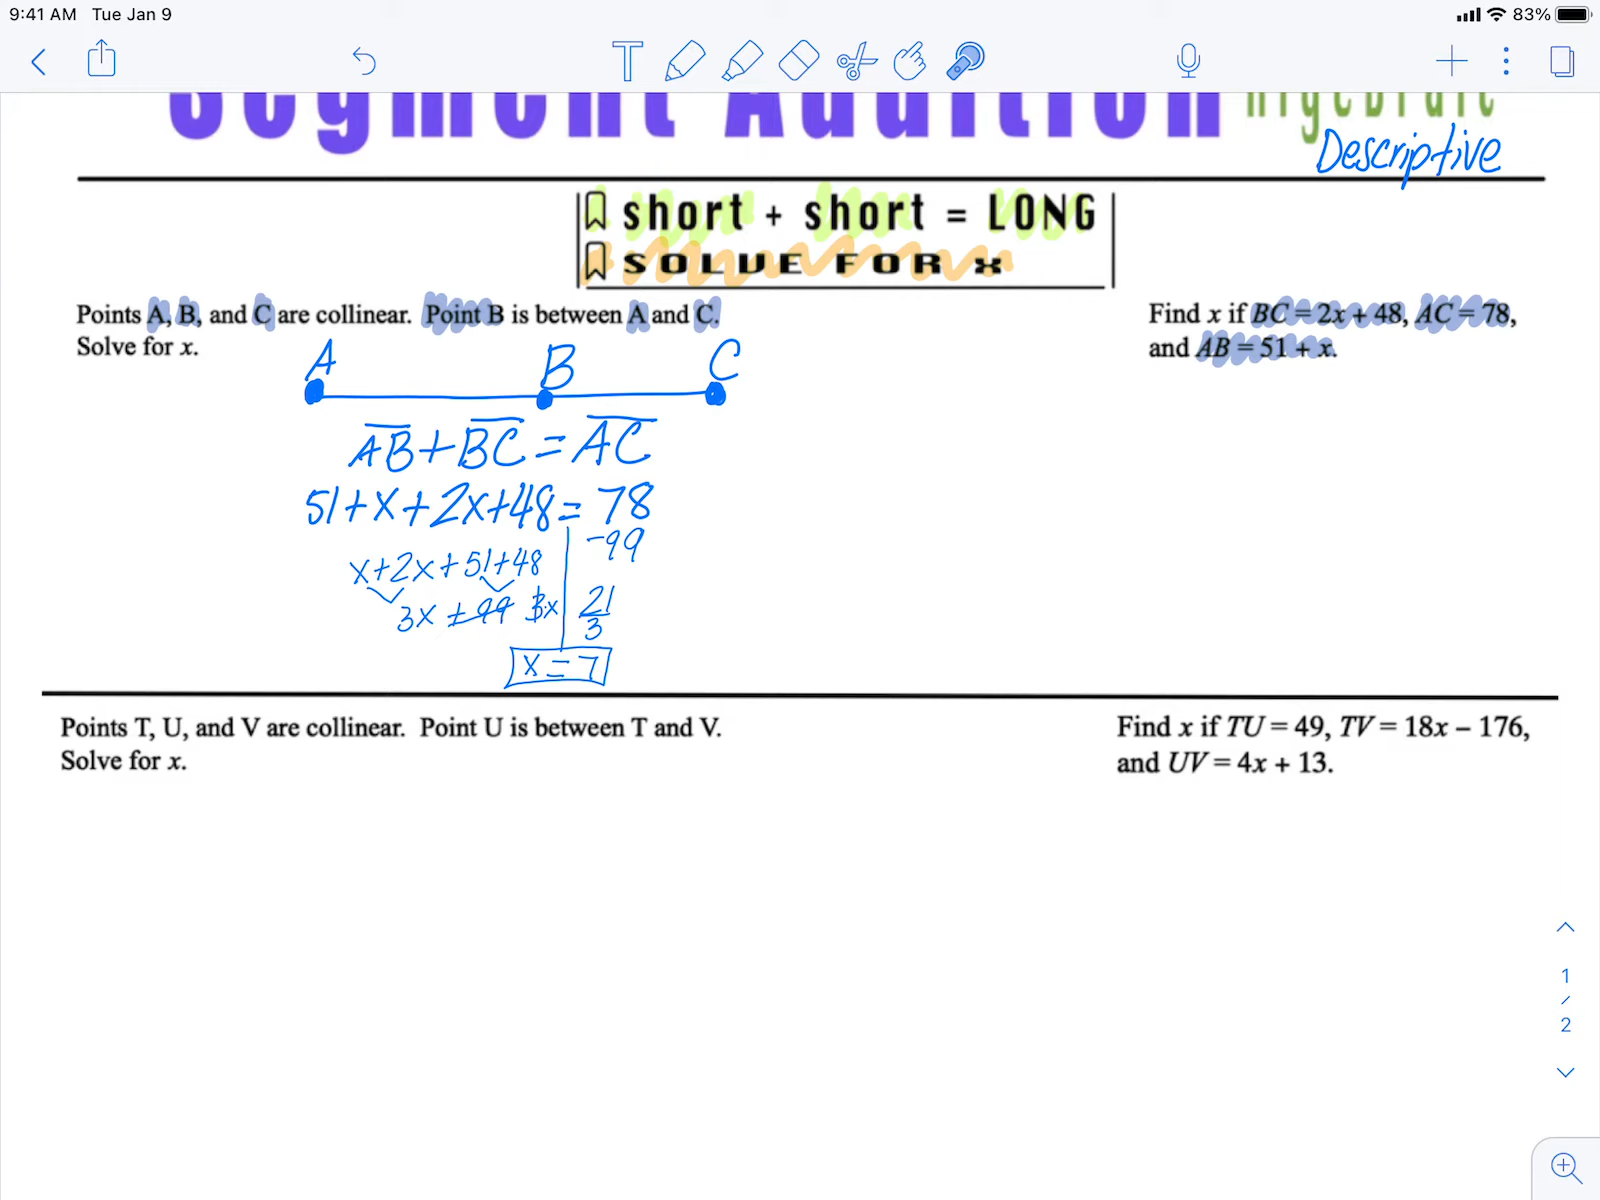 9:41 AM Tue Jan 9
83%
Segment Addition Algebraic
Descriptive
short + short = LONG
SOLVE FOR x
Points A, B, and C are collinear. Point B is between A and C.
Solve for x.
Find x if BC = 2x + 48, AC = 78,
and AB = 51 + x.
A B C
AB + BC = AC
51 + x + 2x + 48 = 78
x + 2x + 51 + 48 -99
3x + 99 3x 21
3
x = 7
Points T, U, and V are collinear. Point U is between T and V.
Solve for x.
Find x if TU = 49, TV = 18x – 176,
and UV = 4x + 13.
1
/
2